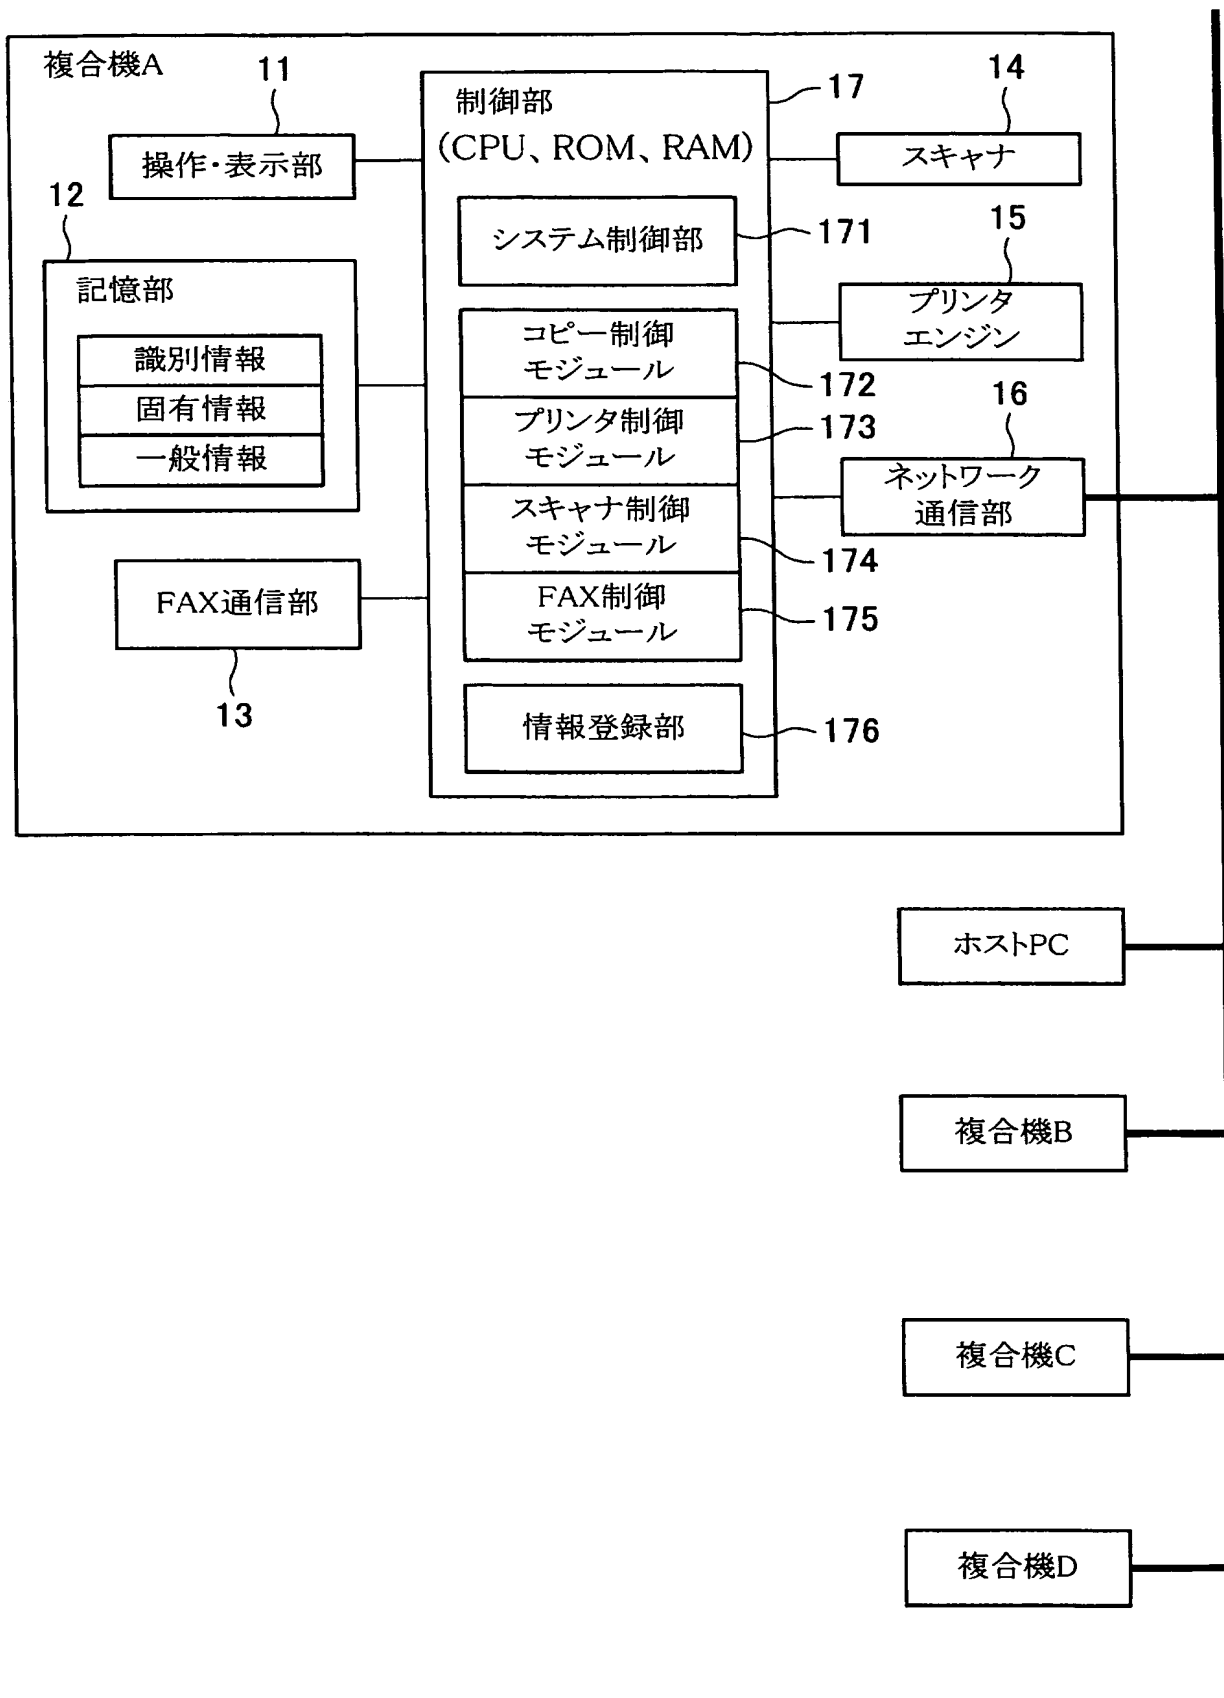 複合機A
11
操作・表示部
12
記憶部
識別情報
固有情報
一般情報
FAX通信部
13
17
制御部
(CPU、ROM、RAM)
システム制御部
171
コピー制御
モジュール
172
プリンタ制御
モジュール
173
スキャナ制御
モジュール
174
FAX制御
モジュール
175
情報登録部
176
14
スキャナ
15
プリンタ
エンジン
16
ネットワーク
通信部
ホストPC
複合機B
複合機C
複合機D